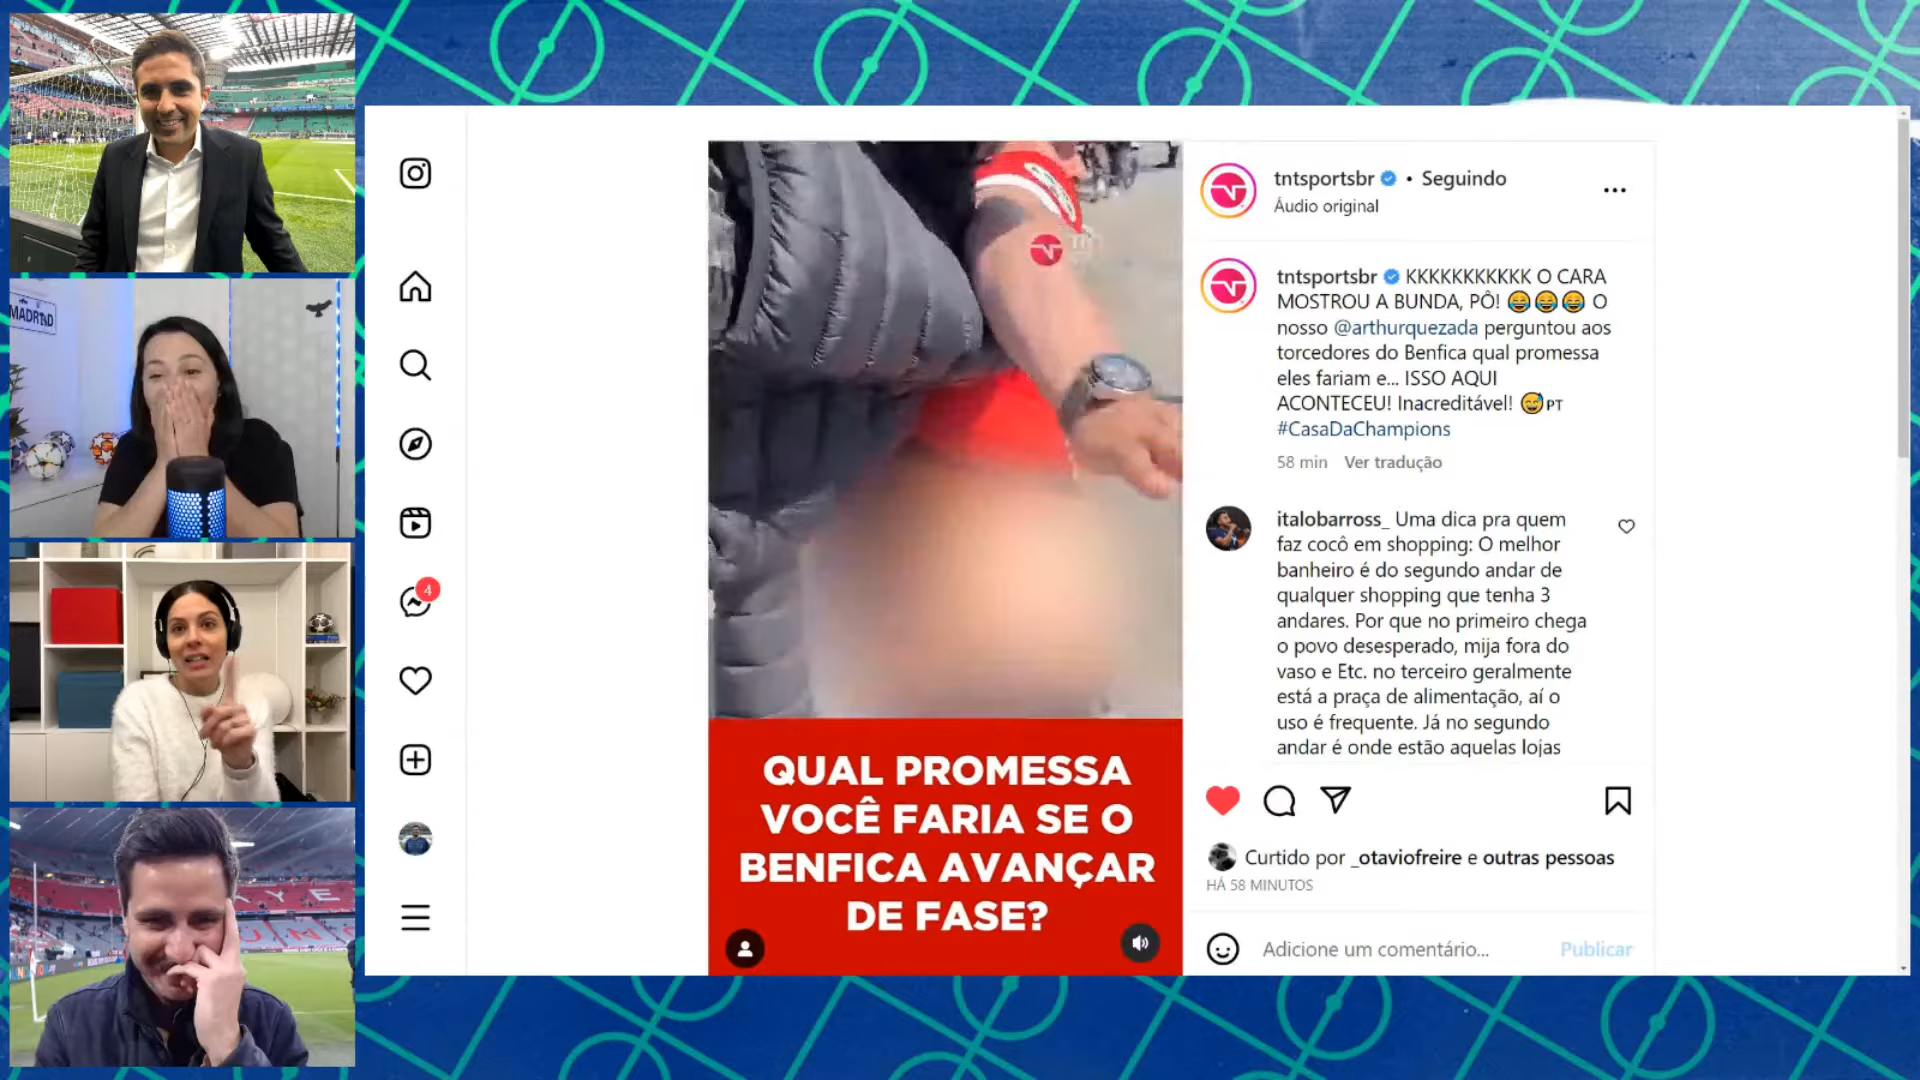 MADRID
4
QUAL PROMESSA
VOCÊ FARIA SE O
BENFICA AVANÇAR
DE FASE?
tntsportsbr • Seguindo
Áudio original
tntsportsbr KKKKKKKKKKK O CARA
MOSTROU A BUNDA, PÔ! 😂😂😂 O
nosso @arthurquezada perguntou aos
torcedores do Benfica qual promessa
eles fariam e... ISSO AQUI
ACONTECEU! Inacreditável! 😅PT
#CasaDaChampions
58 min Ver tradução
italobarross_ Uma dica pra quem
faz cocô em shopping: O melhor
banheiro é do segundo andar de
qualquer shopping que tenha 3
andares. Por que no primeiro chega
o povo desesperado, mija fora do
vaso e Etc. no terceiro geralmente
está a praça de alimentação, aí o
uso é frequente. Já no segundo
andar é onde estão aquelas lojas
Curtido por _otaviofreire e outras pessoas
HÁ 58 MINUTOS
Adicione um comentário... Publicar